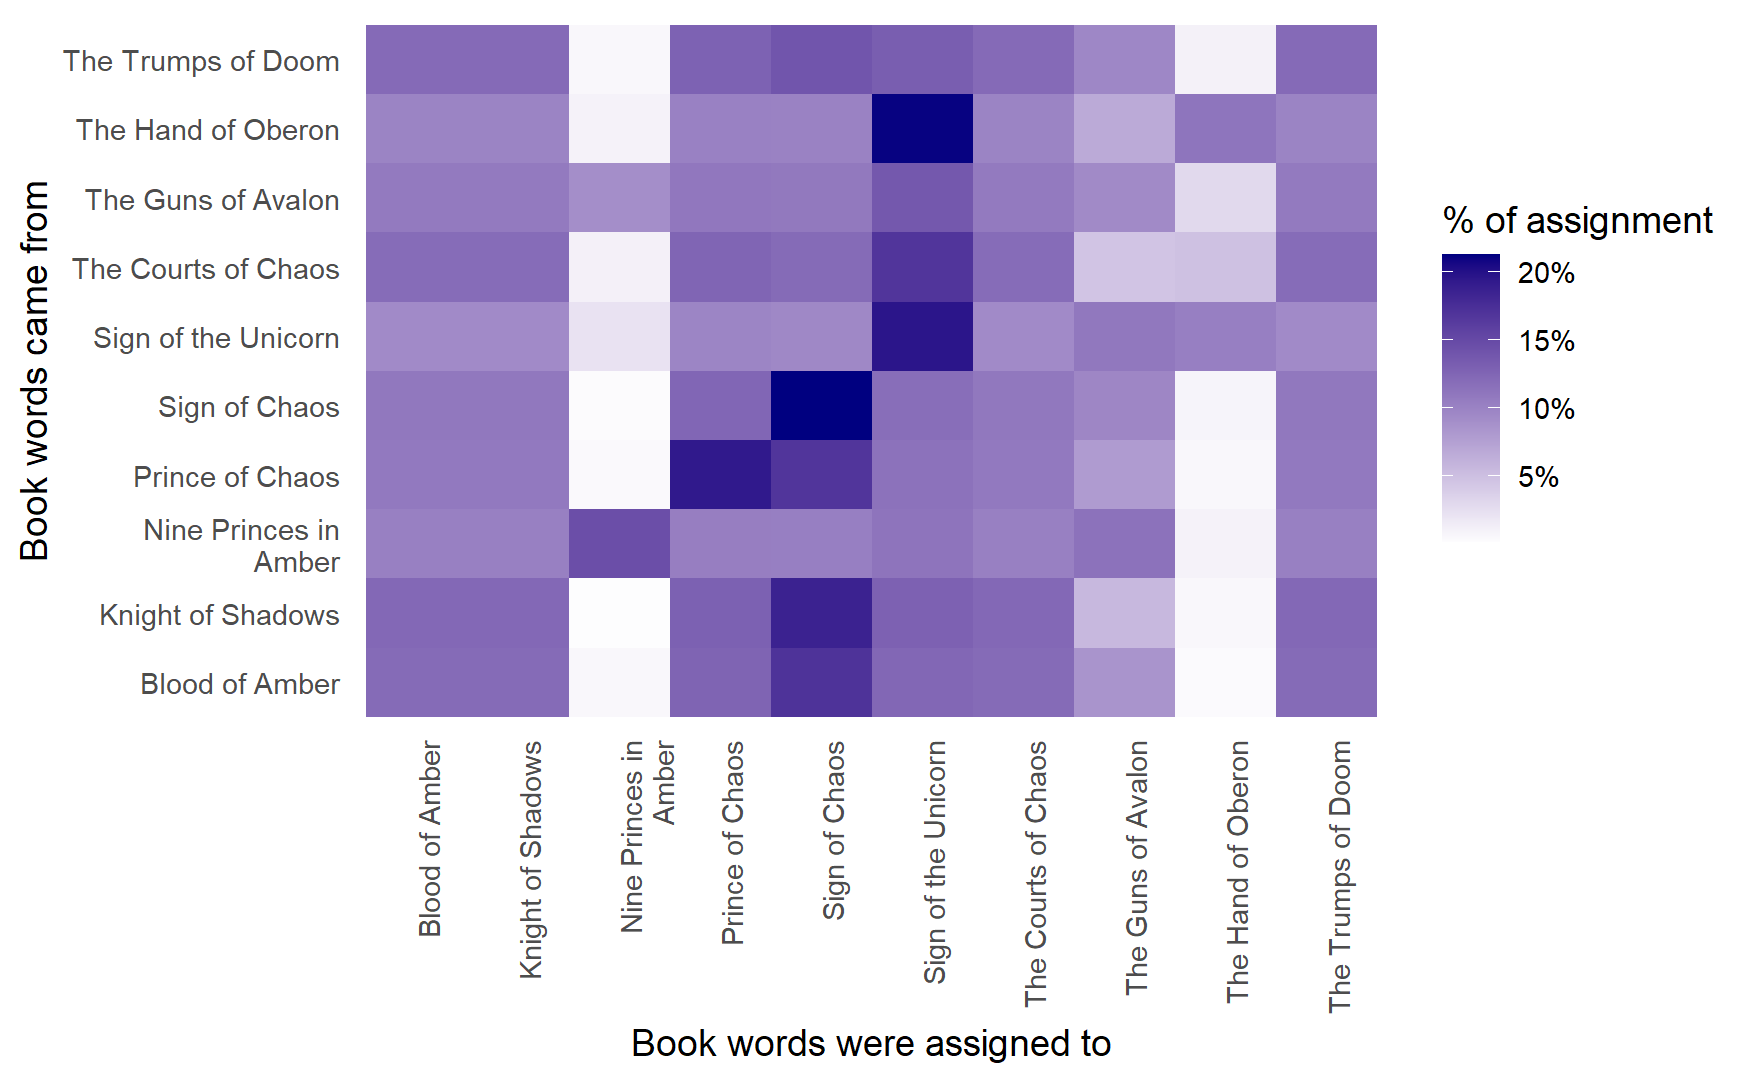 The Trumps of Doom
The Hand of Oberon
The Guns of Avalon
The Courts of Chaos
Sign of the Unicorn
Sign of Chaos
Prince of Chaos
Nine Princes in
Amber
Knight of Shadows
Blood of Amber
Book words came from
Blood of Amber
Knight of Shadows
Nine Princes in
Amber
Prince of Chaos
Sign of Chaos
Sign of the Unicorn
The Courts of Chaos
The Guns of Avalon
The Hand of Oberon
The Trumps of Doom
Book words were assigned to
% of assignment
20%
15%
10%
5%